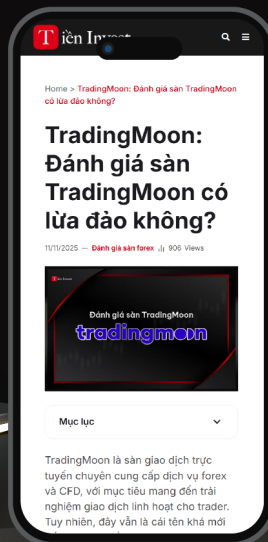 Tiền Invest
Home > TradingMoon: Đánh giá sàn TradingMoon
có lừa đảo không?
TradingMoon:
Đánh giá sàn
TradingMoon có
lừa đảo không?
11/11/2025 — Đánh giá sàn forex 906 Views
Tiền Invest
Đánh giá sàn TradingMoon
tradingmoon
Mục lục
TradingMoon là sàn giao dịch trực
tuyến chuyên cung cấp dịch vụ forex
và CFD, với mục tiêu mang đến trải
nghiệm giao dịch linh hoạt cho trader.
Tuy nhiên, đây vẫn là cái tên khá mới